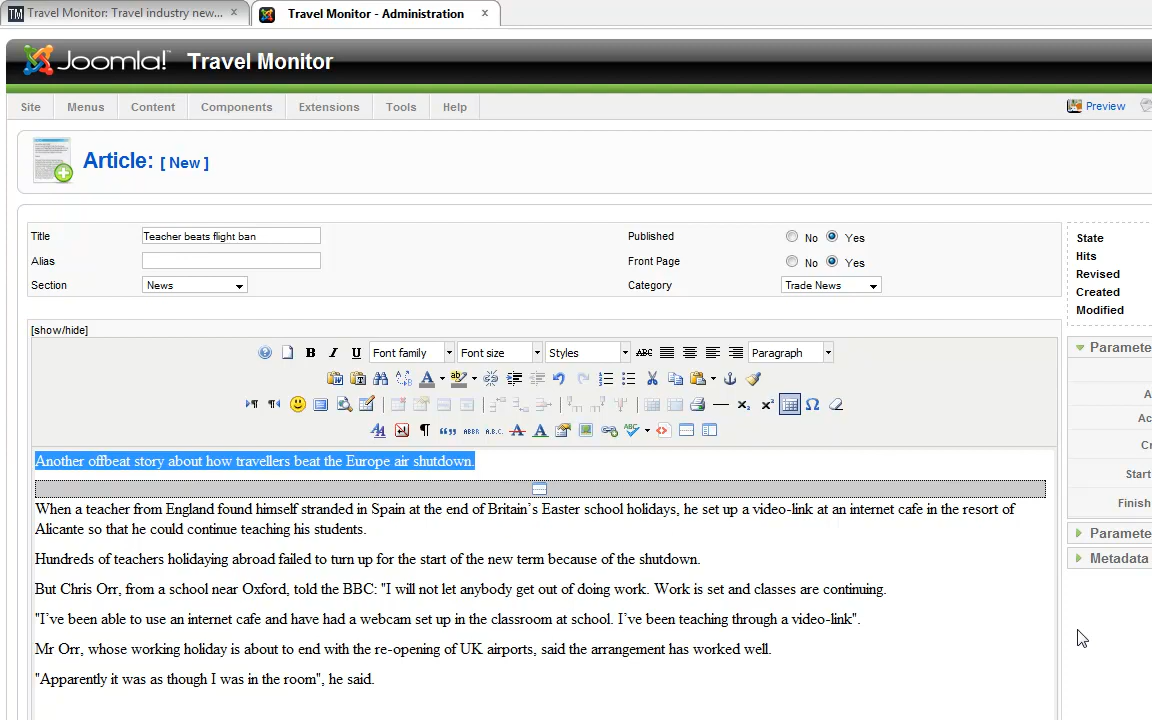 TM Travel Monitor: Travel industry new...
Travel Monitor - Administration
Joomla!™ Travel Monitor
Site Menus Content Components Extensions Tools Help
Preview
Article: [ New ]
Title Teacher beats flight ban Published No Yes
Alias Front Page No Yes
Section News Category Trade News
State
Hits
Revised
Created
Modified
[show/hide]
B I U Font family Font size Styles ABC Paragraph
Paramete
A
Ac
Cr
Start
Finish
Paramete
Metadata
Another offbeat story about how travellers beat the Europe air shutdown.
When a teacher from England found himself stranded in Spain at the end of Britain's Easter school holidays, he set up a video-link at an internet cafe in the resort of
Alicante so that he could continue teaching his students.
Hundreds of teachers holidaying abroad failed to turn up for the start of the new term because of the shutdown.
But Chris Orr, from a school near Oxford, told the BBC: "I will not let anybody get out of doing work. Work is set and classes are continuing.
"I've been able to use an internet cafe and have had a webcam set up in the classroom at school. I've been teaching through a video-link".
Mr Orr, whose working holiday is about to end with the re-opening of UK airports, said the arrangement has worked well.
"Apparently it was as though I was in the room", he said.